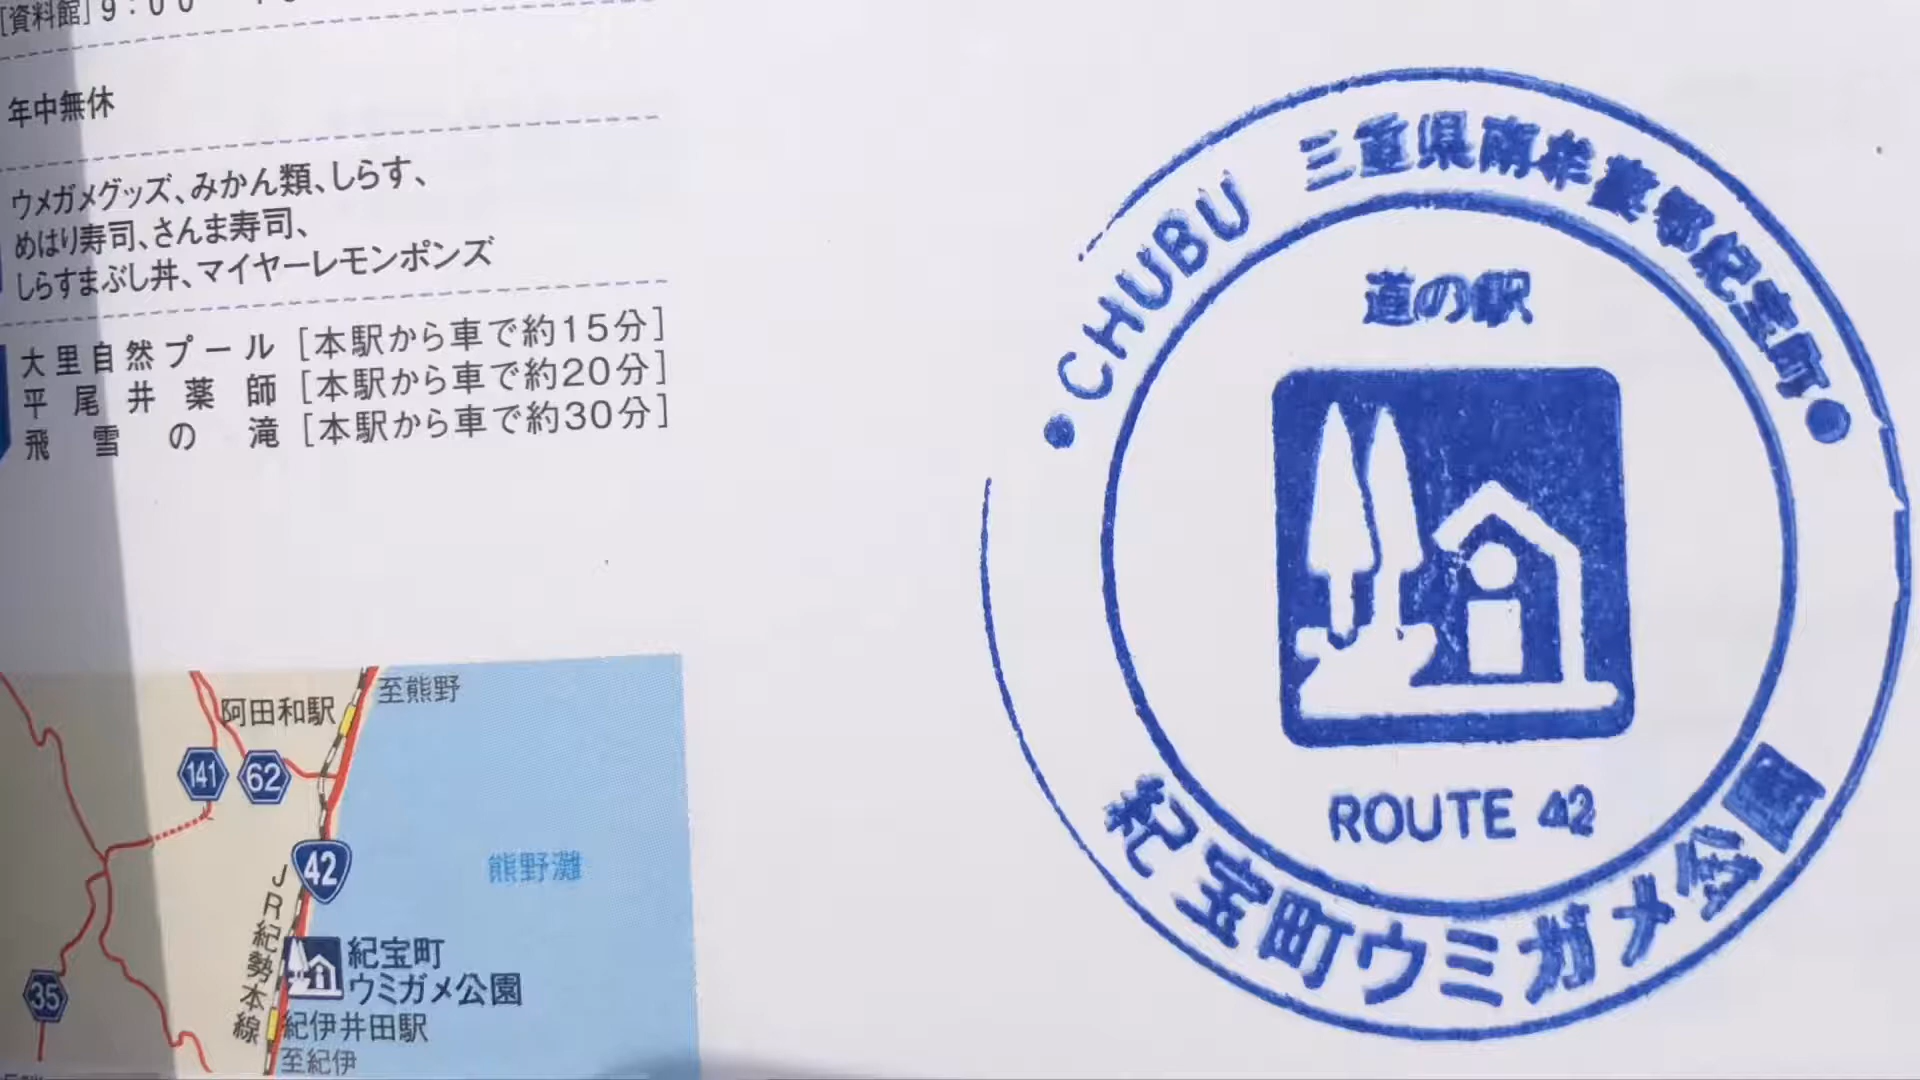 [資料館]9:00
年中無休
ウメガメグッズ、みかん類、しらす、
めはり寿司、さんま寿司、
しらすまぶし丼、マイヤーレモンポンズ
大里自然プール [本駅から車で約15分]
平尾井薬師 [本駅から車で約20分]
飛雪の滝 [本駅から車で約30分]
阿田和駅
至熊野
141
62
42
熊野灘
JR紀勢本線
紀宝町
ウミガメ公園
35
紀伊井田駅
至紀伊
•CHUBU 三重県南牟婁郡紀宝町•
道の駅
ROUTE 42
紀宝町ウミガメ公園